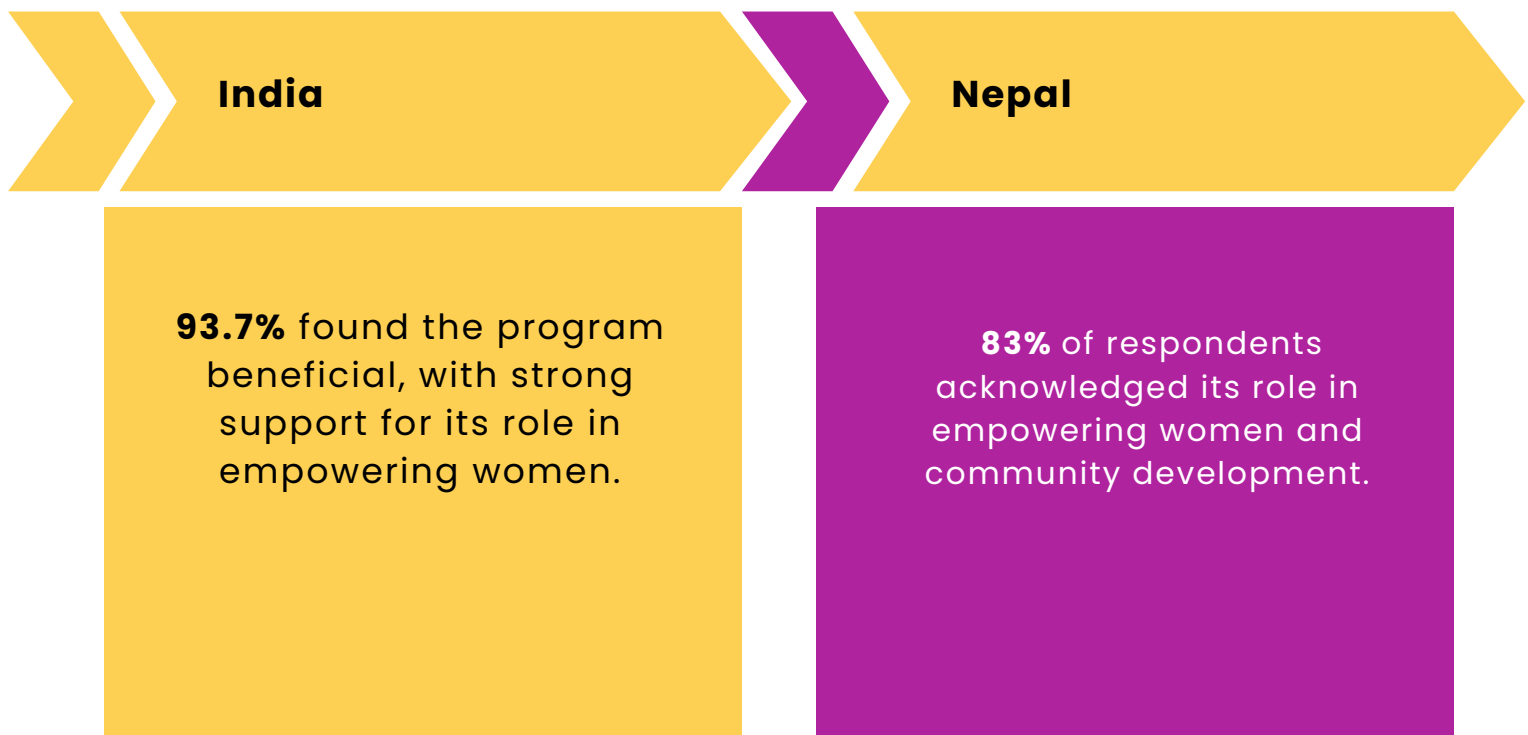 India
Nepal
93.7% found the program
beneficial, with strong
support for its role in
empowering women.
83% of respondents
acknowledged its role in
empowering women and
community development.